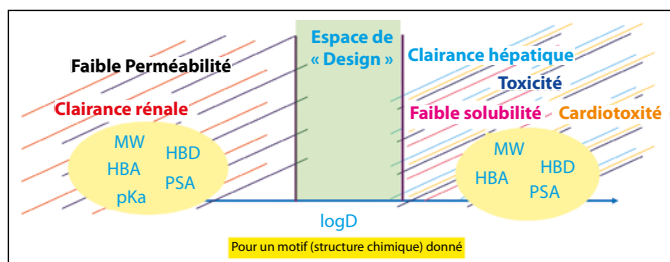 Espace de
« Design »
Faible Perméabilité
Clairance rénale
Clairance hépatique
Toxicité
Faible solubilité
Cardiotoxité
MW
HBD
HBA
PSA
pKa
MW
HBD
HBA
PSA
logD
Pour un motif (structure chimique) donné